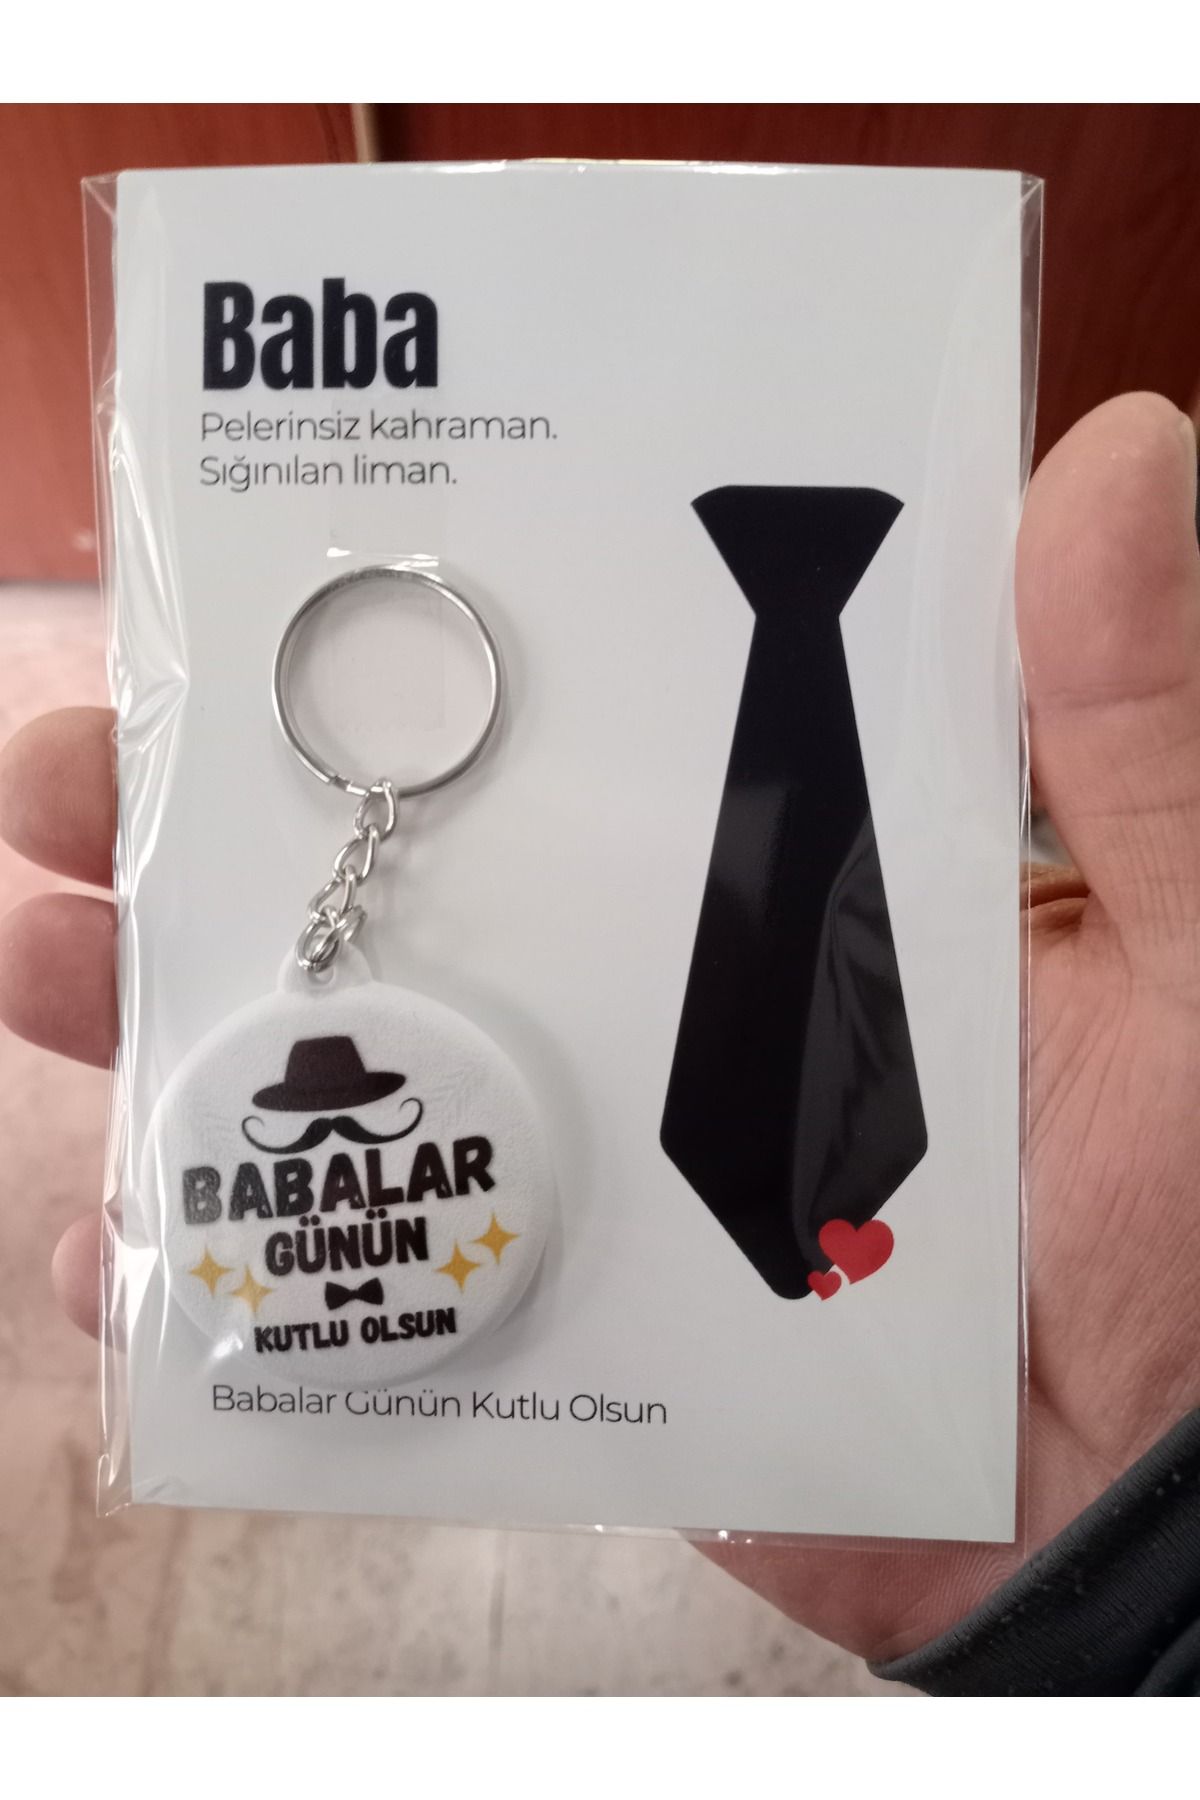 Baba
Pelerinsiz kahraman.
Sığınılan liman.
BABALAR
GÜNÜN
KUTLU OLSUN
Babalar Günün Kutlu Olsun